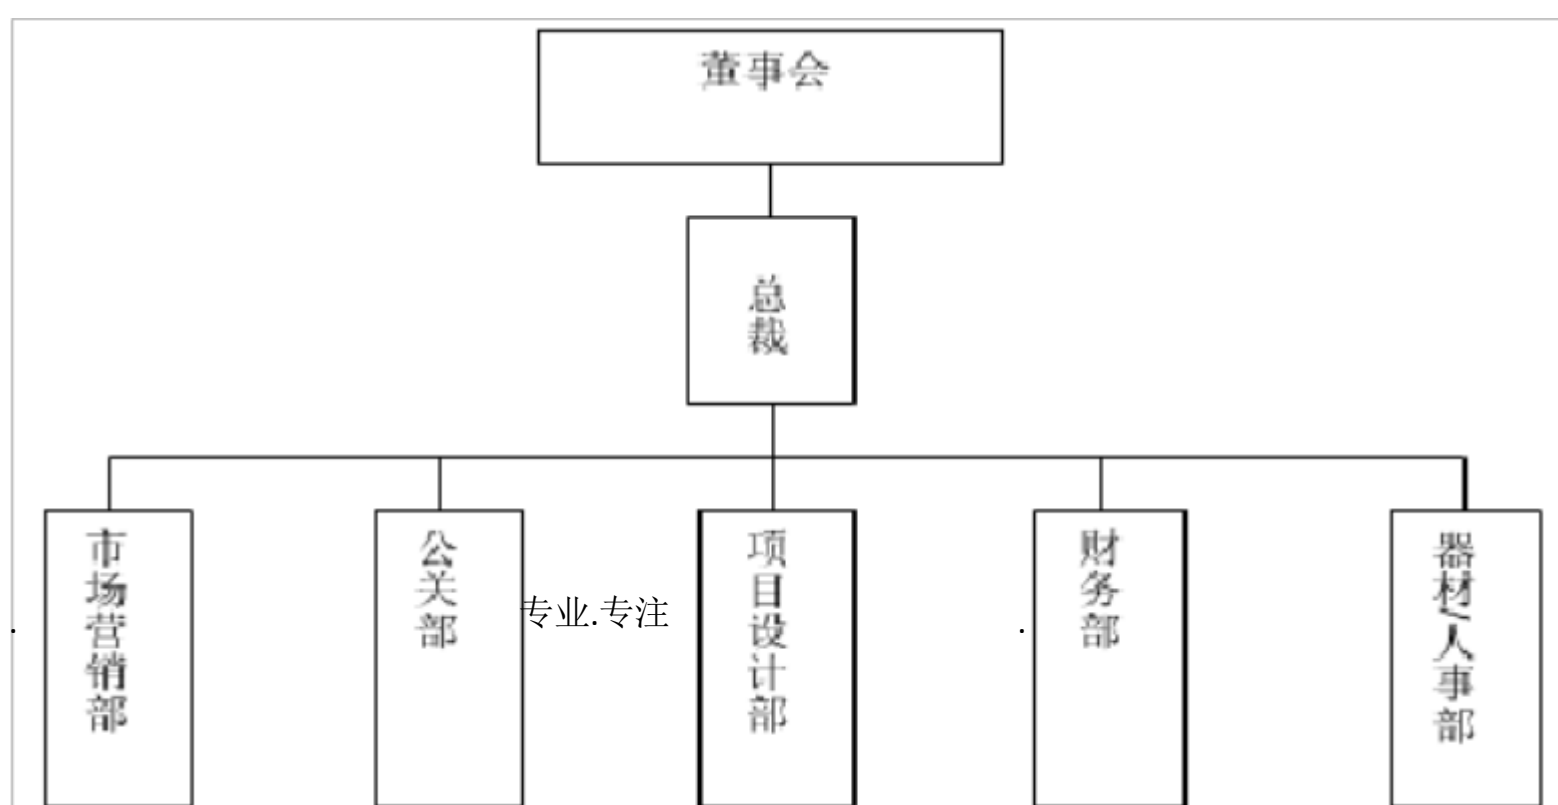 董事会
总裁
市场营销部
公关部
专业.专注
.
项目设计部
.
财务部
器材/人事部